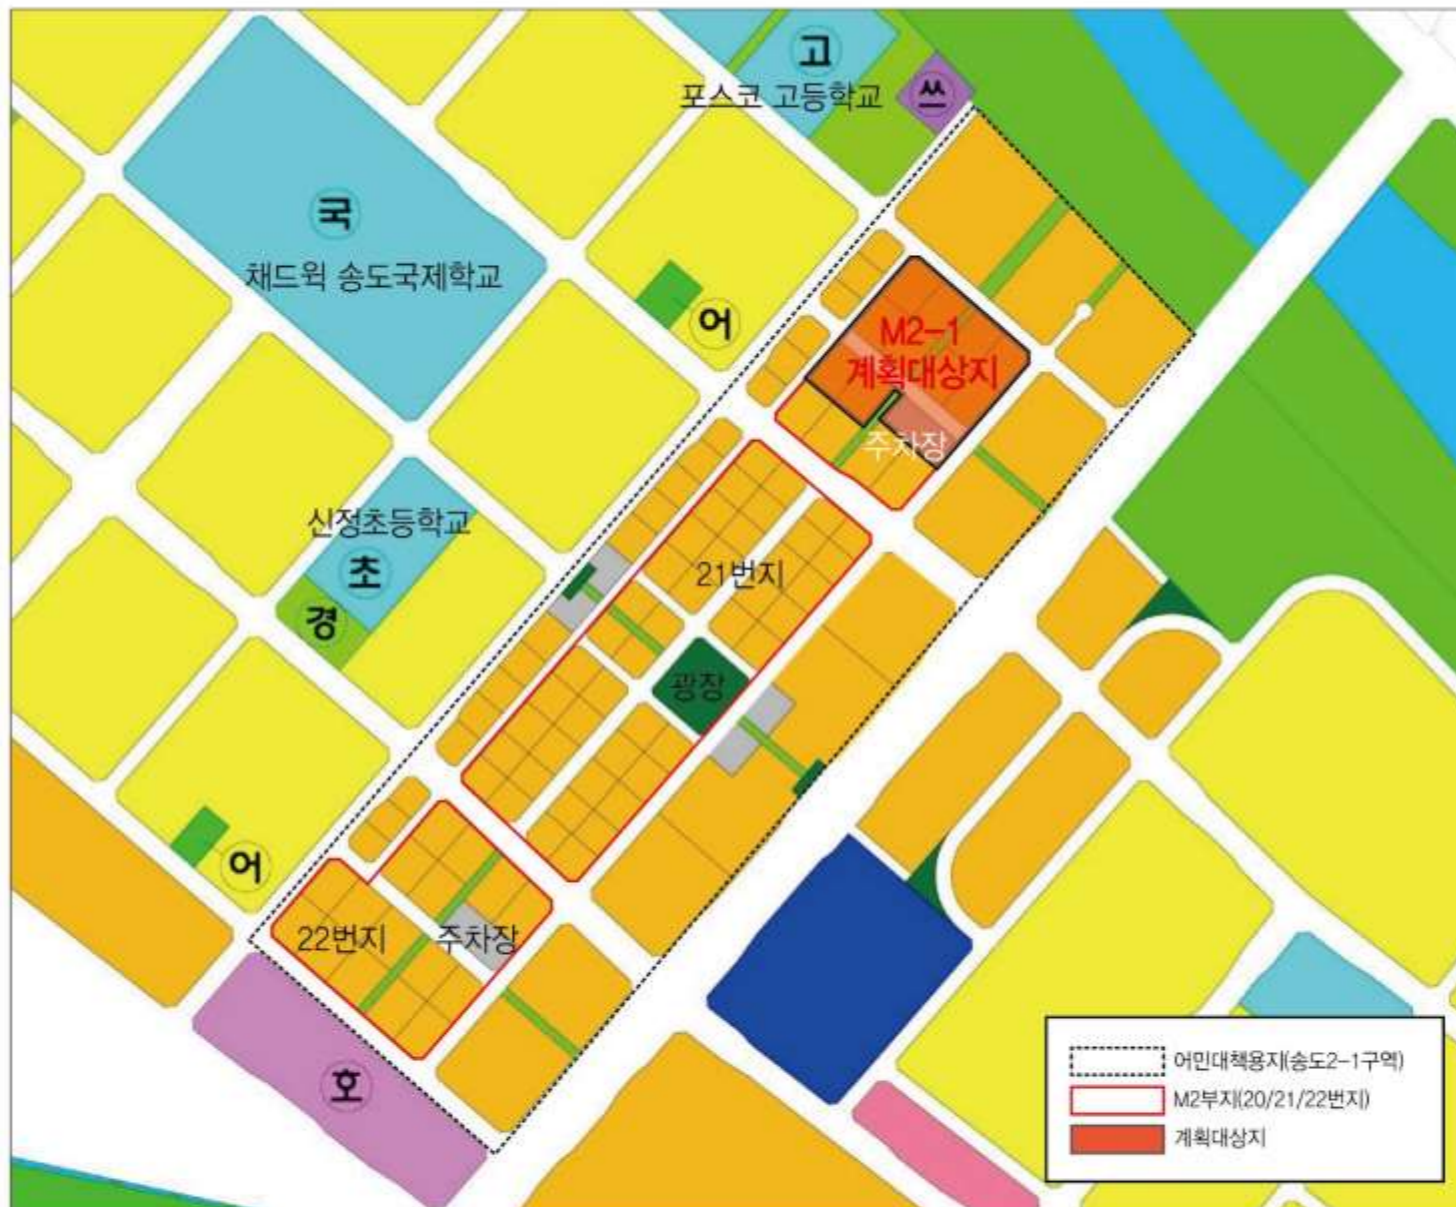 고
포스코 고등학교
쓰
국
채드윅 송도국제학교
어
M2-1
계획대상지
주차장
신정초등학교
초
경
21번지
광장
어
22번지
주차장
호
어민대책용지(송도2-1구역)
M2부지(20/21/22번지)
계획대상지